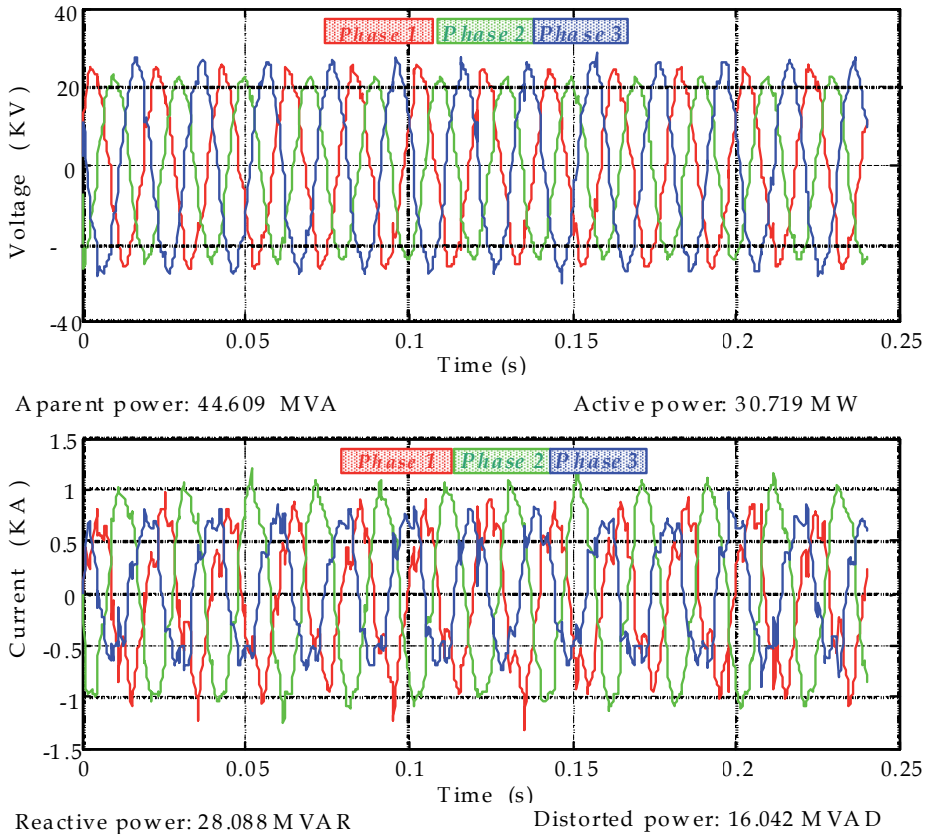 40
Phase 1 Phase 2 Phase 3
20
0
-
-40
Voltage (KV)
0 0.05 0.1 0.15 0.2 0.25
Time (s)
Aparent power: 44.609 MVA Active power: 30.719 MW
1.5
Phase 1 Phase 2 Phase 3
1
0.5
0
-0.5
-1
-1.5
Current (KA)
0 0.05 0.1 0.15 0.2 0.25
Time (s)
Reactive power: 28.088 MVAR Distorted power: 16.042 MVAD